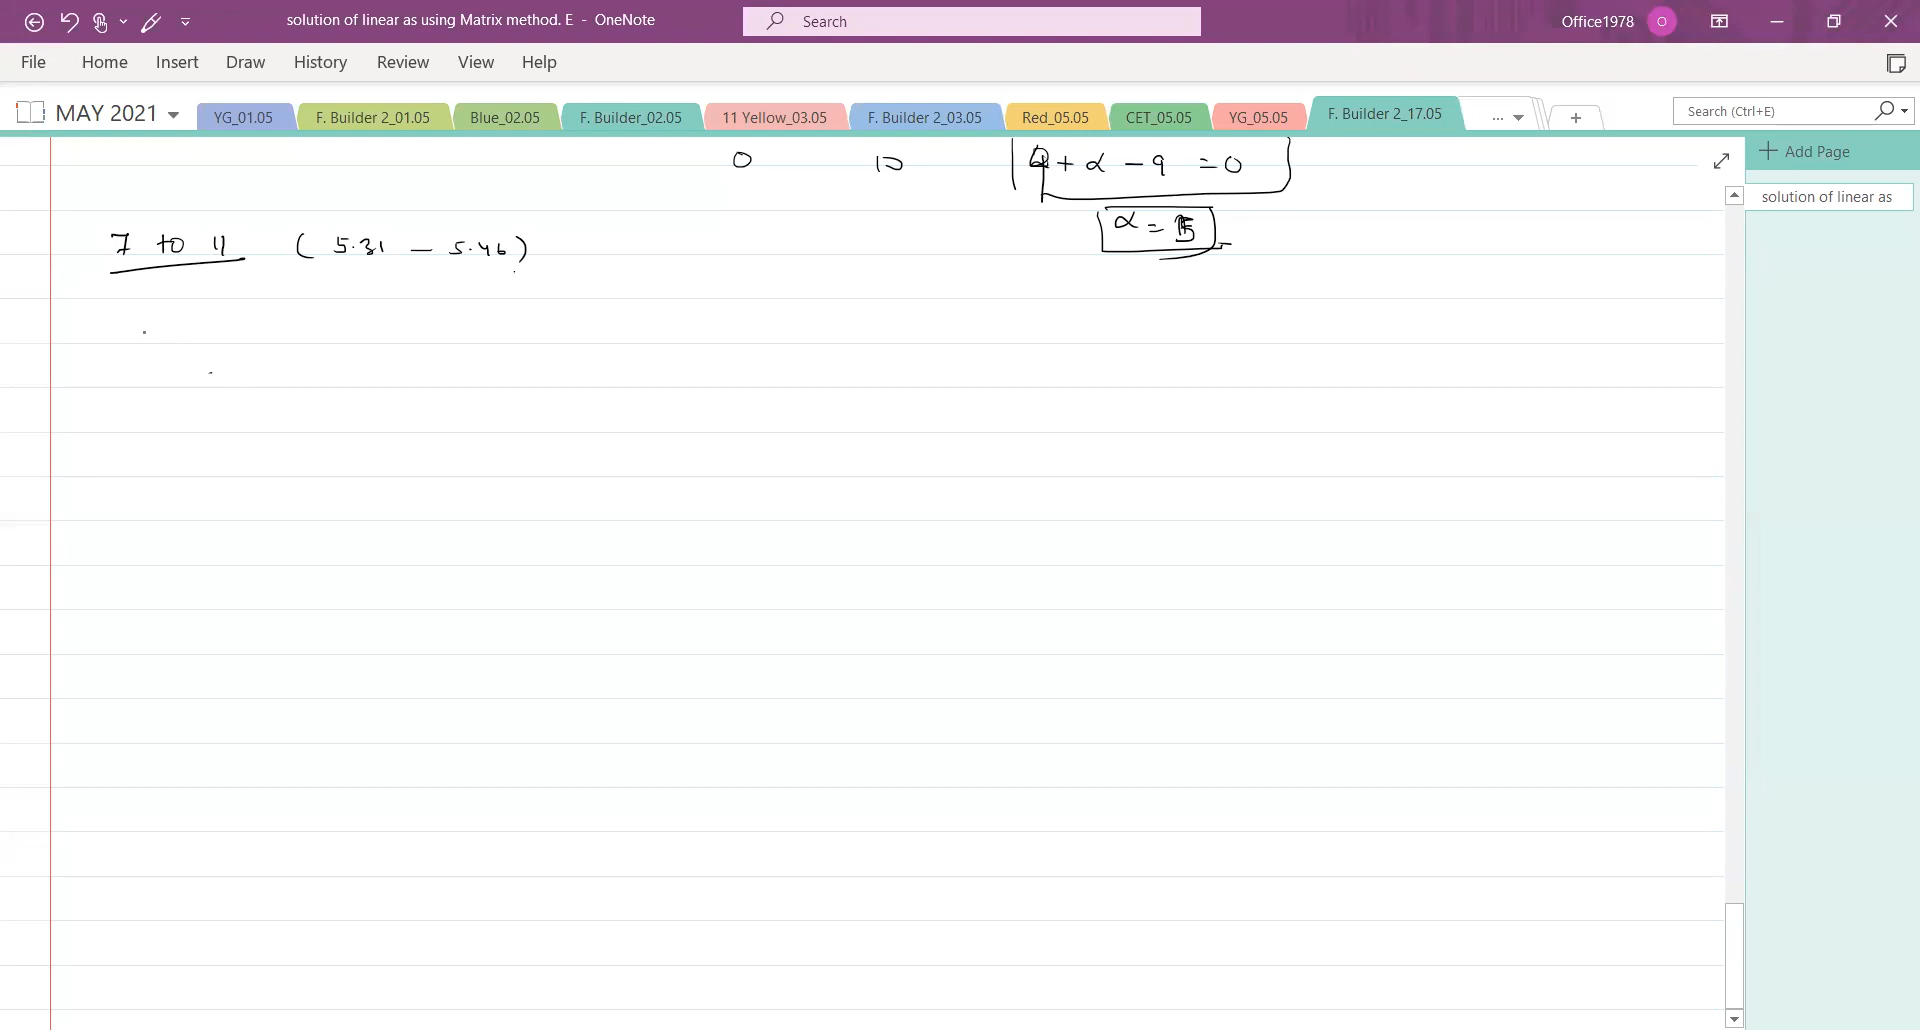 solution of linear as using Matrix method. E - OneNote
Search
Office1978
O
File Home Insert Draw History Review View Help
MAY 2021
YG_01.05
F. Builder 2_01.05
Blue_02.05
F. Builder_02.05
11 Yellow_03.05
F. Builder 2_03.05
Red_05.05
CET_05.05
YG_05.05
F. Builder 2_17.05
...
+
Search (Ctrl+E)
Add Page
solution of linear as
0 10 4 + α - 9 = 0
α = 5
7 to 11 ( 5.31 — 5.46 )